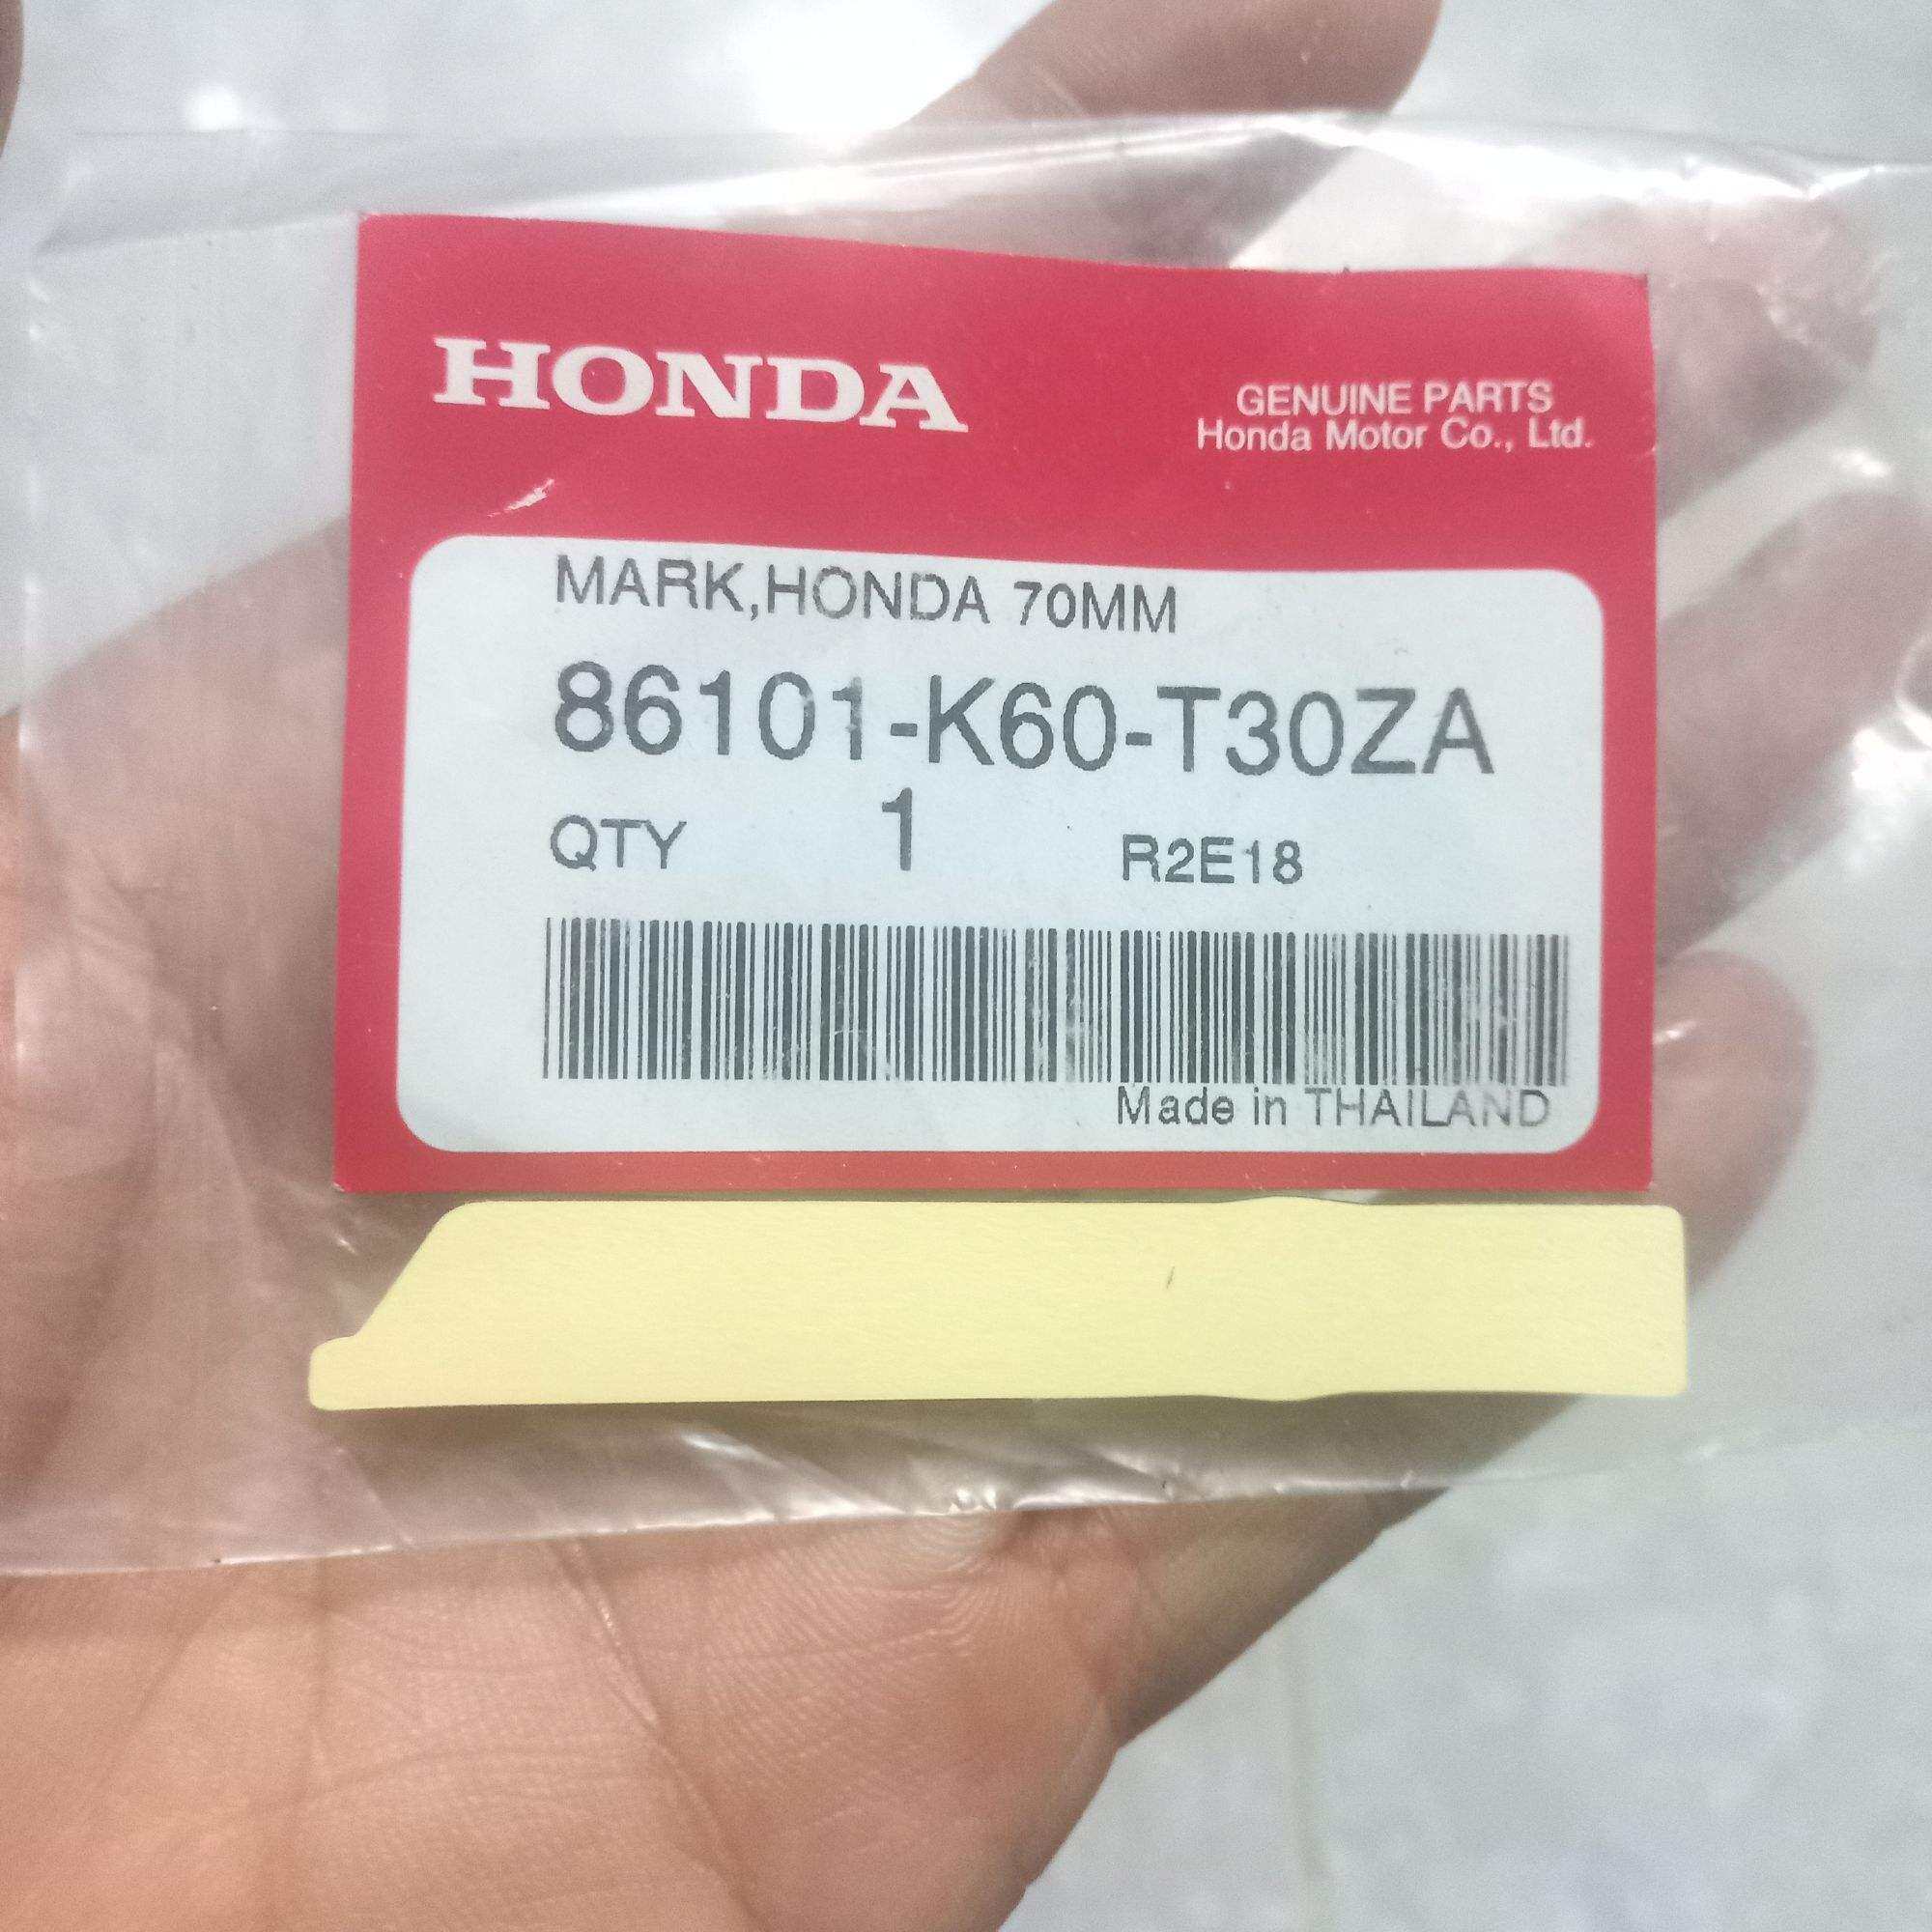 HONDA
GENUINE PARTS
Honda Motor Co., Ltd.
MARK,HONDA 70MM
86101-K60-T30ZA
QTY 1 R2E18
Made in THAILAND